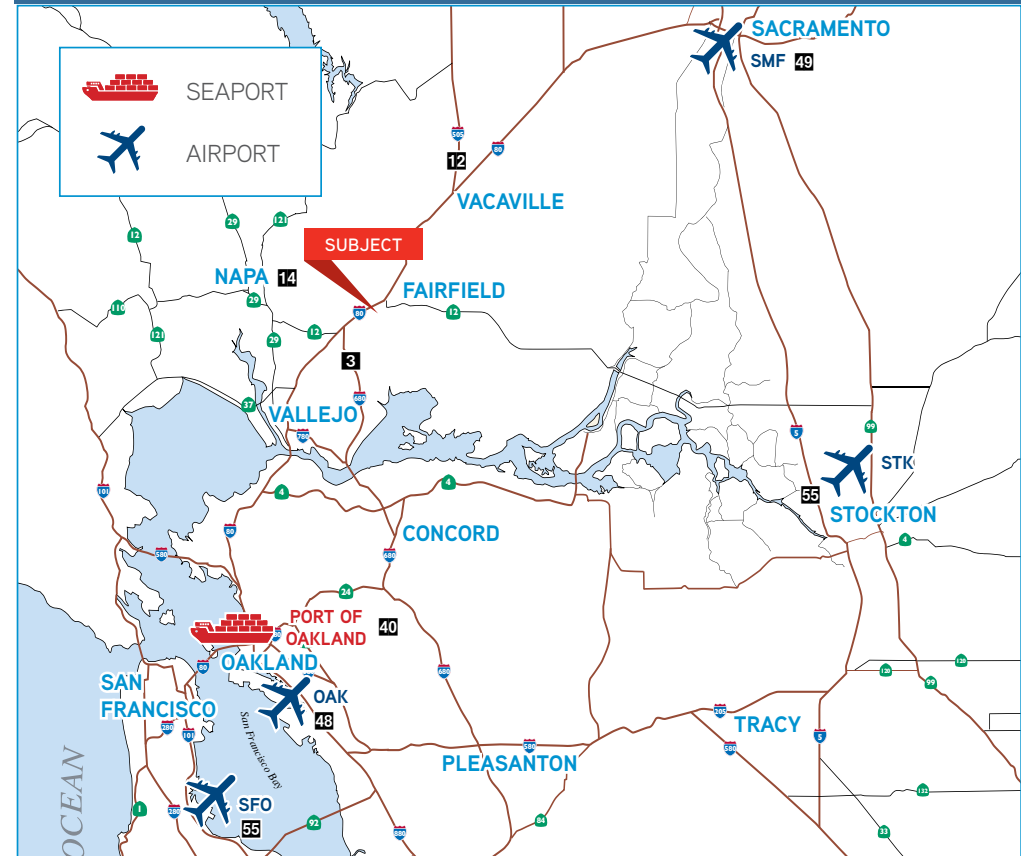 SACRAMENTO
SMF 49
SEAPORT
AIRPORT
505
12
80
VACAVILLE
29
121
12
SUBJECT
NAPA 14
FAIRFIELD
29
110
80
12
121
12
29
3
680
37
VALLEJO
780
5
99
STK
4
4
101
55
STOCKTON
80
CONCORD
4
580
680
24
PORT OF
OAKLAND
40
80
OAKLAND
680
120
120
SAN
FRANCISCO
OAK
99
48
205
TRACY
280
101
San Francisco Bay
580
580
5
PLEASANTON
OCEAN
SFO
132
1
280
55
92
880
84
33